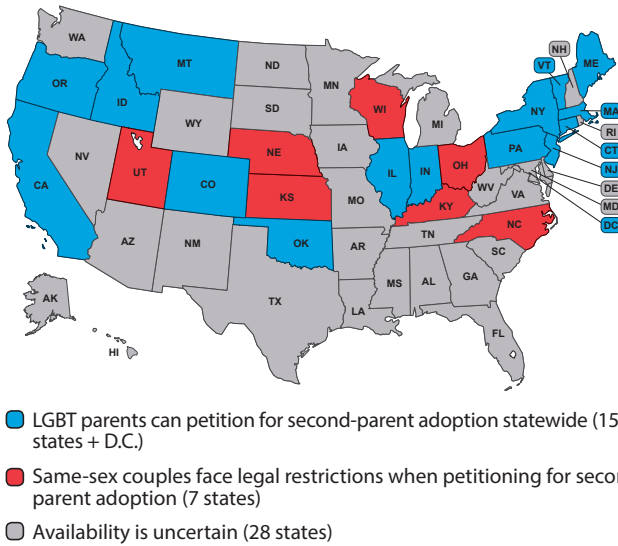 WA
NH
VT
ME
MT
ND
OR
MN
ID
SD
WI
NY
MA
WY
MI
RI
CT
NE
IA
PA
NJ
NV
OH
DE
UT
IL
IN
CA
CO
WV
MD
KS
MO
VA
DC
KY
NC
TN
AZ
NM
OK
AR
SC
MS
AL
GA
AK
TX
LA
FL
HI
LGBT parents can petition for second-parent adoption statewide (15
states + D.C.)
Same-sex couples face legal restrictions when petitioning for secon
parent adoption (7 states)
Availability is uncertain (28 states)